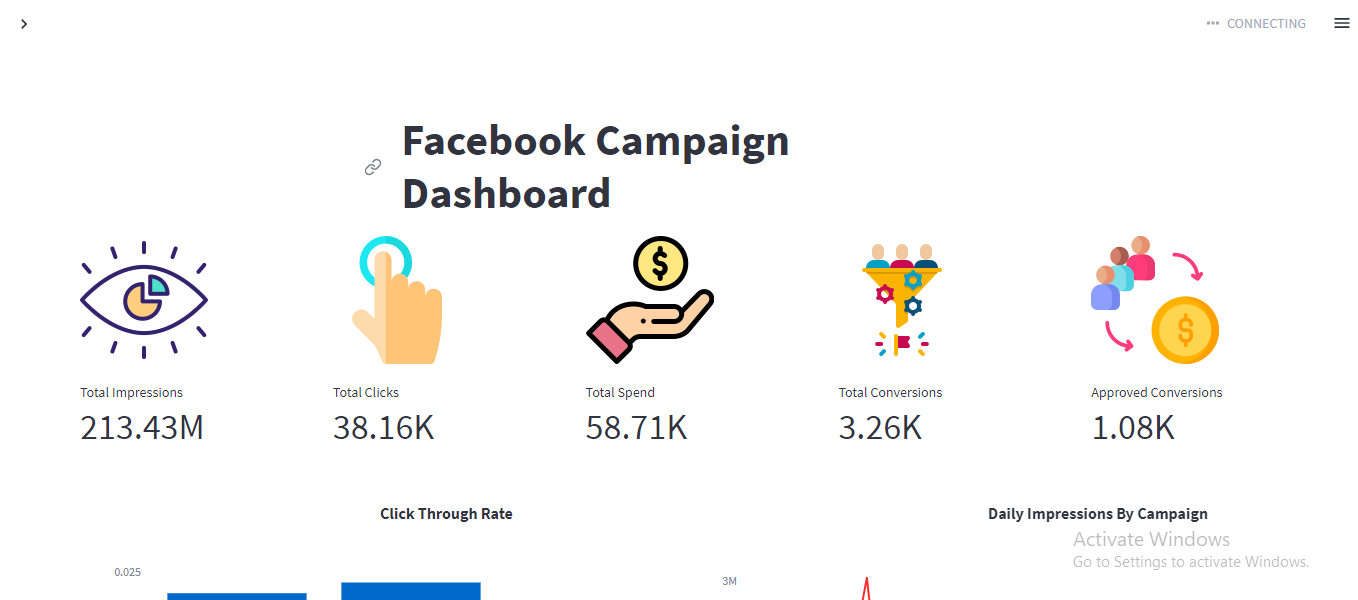 CONNECTING
Facebook Campaign
Dashboard
Total Impressions
213.43M
Total Clicks
38.16K
Total Spend
58.71K
Total Conversions
3.26K
Approved Conversions
1.08K
Click Through Rate
0.025
Daily Impressions By Campaign
3M
Activate Windows
Go to Settings to activate Windows.